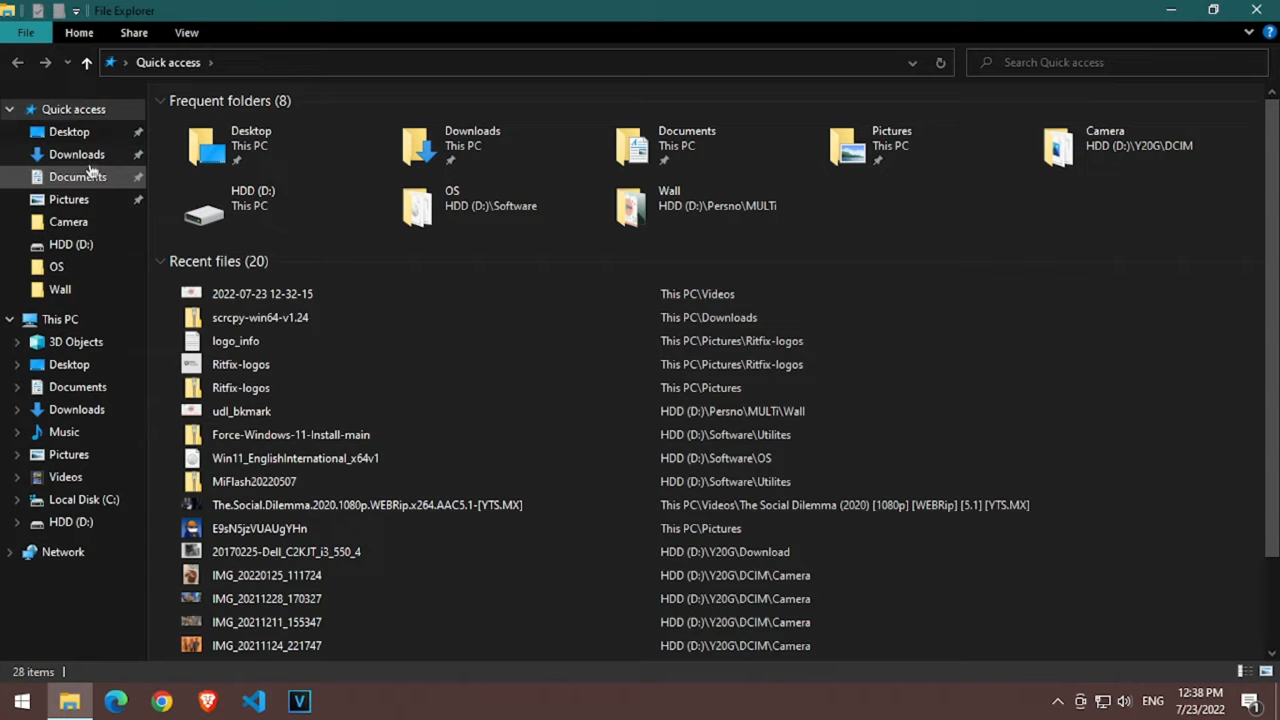 File Explorer
File Home Share View
Quick access
Search Quick access
Quick access
Desktop
Downloads
Documents
Pictures
Camera
HDD (D:)
OS
Wall
This PC
3D Objects
Desktop
Documents
Downloads
Music
Pictures
Videos
Local Disk (C:)
HDD (D:)
Network
Frequent folders (8)
Desktop
This PC
Downloads
This PC
Documents
This PC
Pictures
This PC
Camera
HDD (D:)\Y20G\DCIM
HDD (D:)
This PC
OS
HDD (D:)\Software
Wall
HDD (D:)\Persno\MULTi
Recent files (20)
2022-07-23 12-32-15 This PC\Videos
scrcpy-win64-v1.24 This PC\Downloads
logo_info This PC\Pictures\Ritfix-logos
Ritfix-logos This PC\Pictures\Ritfix-logos
Ritfix-logos This PC\Pictures
udl_bkmark HDD (D:)\Persno\MULTi\Wall
Force-Windows-11-Install-main HDD (D:)\Software\Utilites
Win11_EnglishInternational_x64v1 HDD (D:)\Software\OS
MiFlash20220507 HDD (D:)\Software\Utilites
The.Social.Dilemma.2020.1080p.WEBRip.x264.AAC5.1-[YTS.MX] This PC\Videos\The Social Dilemma (2020) [1080p] [WEBRip] [5.1] [YTS.MX]
E9sN5jzVUAUgYHn This PC\Pictures
20170225-Dell_C2KJT_i3_550_4 HDD (D:)\Y20G\Download
IMG_20220125_111724 HDD (D:)\Y20G\DCIM\Camera
IMG_20211228_170327 HDD (D:)\Y20G\DCIM\Camera
IMG_20211211_155347 HDD (D:)\Y20G\DCIM\Camera
IMG_20211124_221747 HDD (D:)\Y20G\DCIM\Camera
28 items
V
ENG
12:38 PM
7/23/2022
1